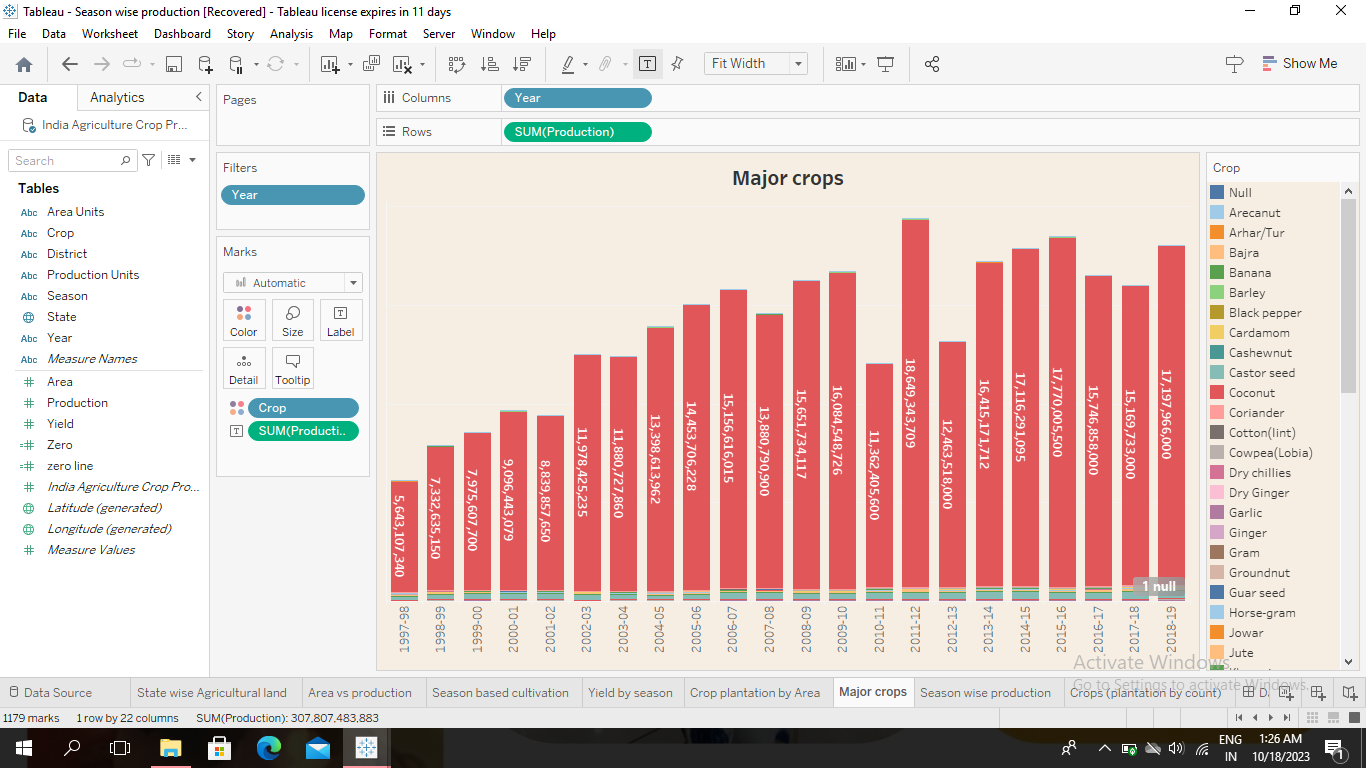 Tableau - Season wise production [Recovered] - Tableau license expires in 11 days
File Data Worksheet Dashboard Story Analysis Map Format Server Window Help
Fit Width
Show Me
Data Analytics
India Agriculture Crop Pr...
Search
Tables
Abc Area Units
Abc Crop
Abc District
Abc Production Units
Abc Season
State
Abc Year
Abc Measure Names
Area
Production
Yield
Zero
zero line
India Agriculture Crop Pro...
Latitude (generated)
Longitude (generated)
Measure Values
Pages
Filters
Year
Marks
Automatic
Color Size Label
Detail Tooltip
Crop
SUM(Producti..
Columns Year
Rows SUM(Production)
Major crops
5,643,107,340
7,332,635,150
7,975,607,700
9,096,443,079
8,839,857,650
11,978,425,235
11,880,727,860
13,398,613,962
14,453,706,228
15,156,616,015
13,880,790,900
15,651,734,117
16,084,548,726
11,362,405,600
18,649,343,709
12,463,518,000
16,415,171,712
17,116,291,095
17,770,005,500
15,746,858,000
15,169,733,000
17,197,966,000
1 null
1997-98
1998-99
1999-00
2000-01
2001-02
2002-03
2003-04
2004-05
2005-06
2006-07
2007-08
2008-09
2009-10
2010-11
2011-12
2012-13
2013-14
2014-15
2015-16
2016-17
2017-18
2018-19
Crop
Null
Arecanut
Arhar/Tur
Bajra
Banana
Barley
Black pepper
Cardamom
Cashewnut
Castor seed
Coconut
Coriander
Cotton(lint)
Cowpea(Lobia)
Dry chillies
Dry Ginger
Garlic
Ginger
Gram
Groundnut
Guar seed
Horse-gram
Jowar
Jute
Activate Windows
Go to Settings to activate Windows.
Data Source State wise Agricultural land Area vs production Season based cultivation Yield by season Crop plantation by Area Major crops Season wise production Crops (plantation by count) D.
1179 marks 1 row by 22 columns SUM(Production): 307,807,483,883
ENG
IN
1:26 AM
10/18/2023
1